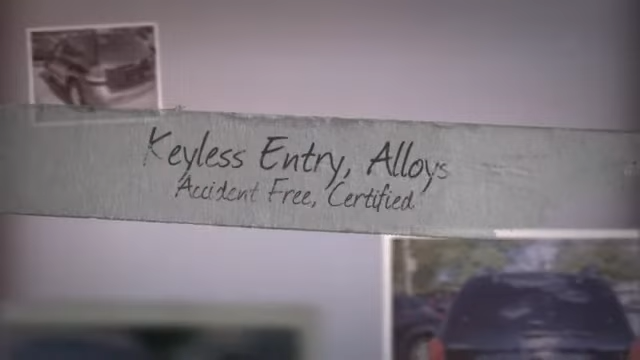 Keyless Entry, Alloys
Accident Free, Certified